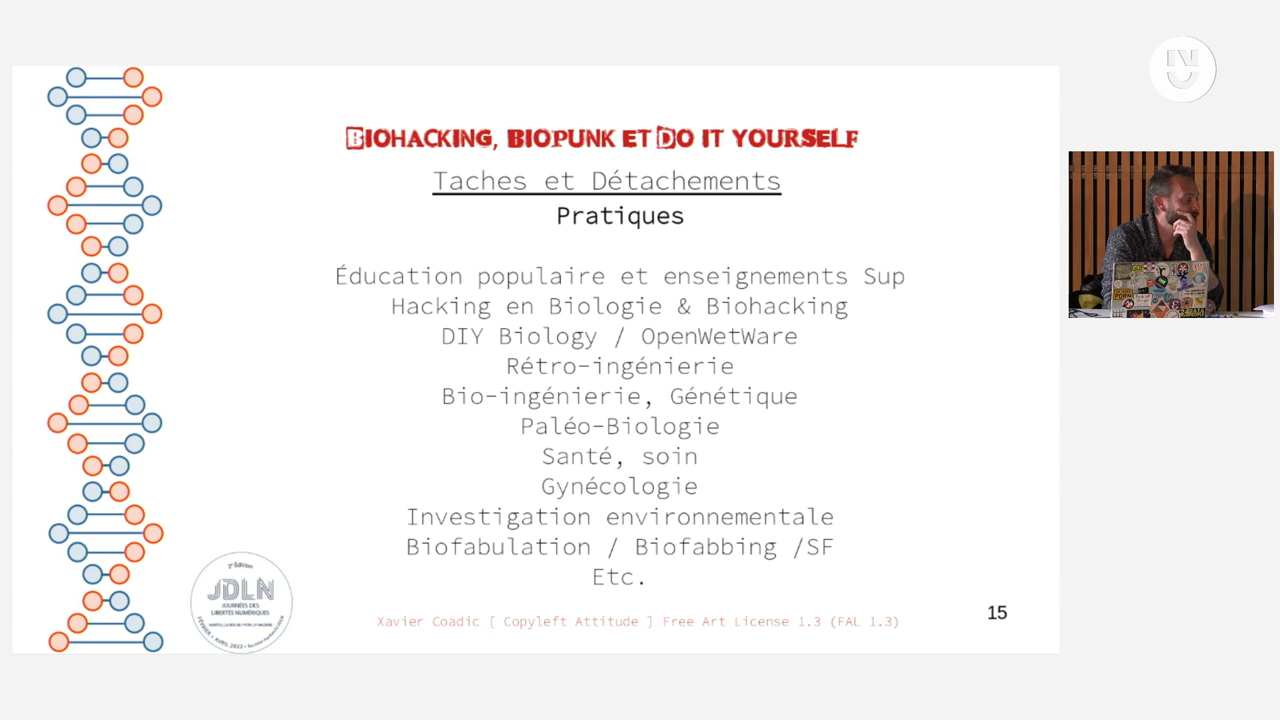 BIOHACKING, BIOPUNK ET DO IT YOURSELF
Taches et Détachements
Pratiques
Éducation populaire et enseignements Sup
Hacking en Biologie & Biohacking
DIY Biology / OpenWetWare
Rétro-ingénierie
Bio-ingénierie, Génétique
Paléo-Biologie
Santé, soin
Gynécologie
Investigation environnementale
Biofabulation / Biofabbing /SF
Etc.
2e Édition
JDLN
JOURNÉES DES
LIBERTÉS NUMÉRIQUES
Xavier Coadic [ Copyleft Attitude ] Free Art License 1.3 (FAL 1.3)
15